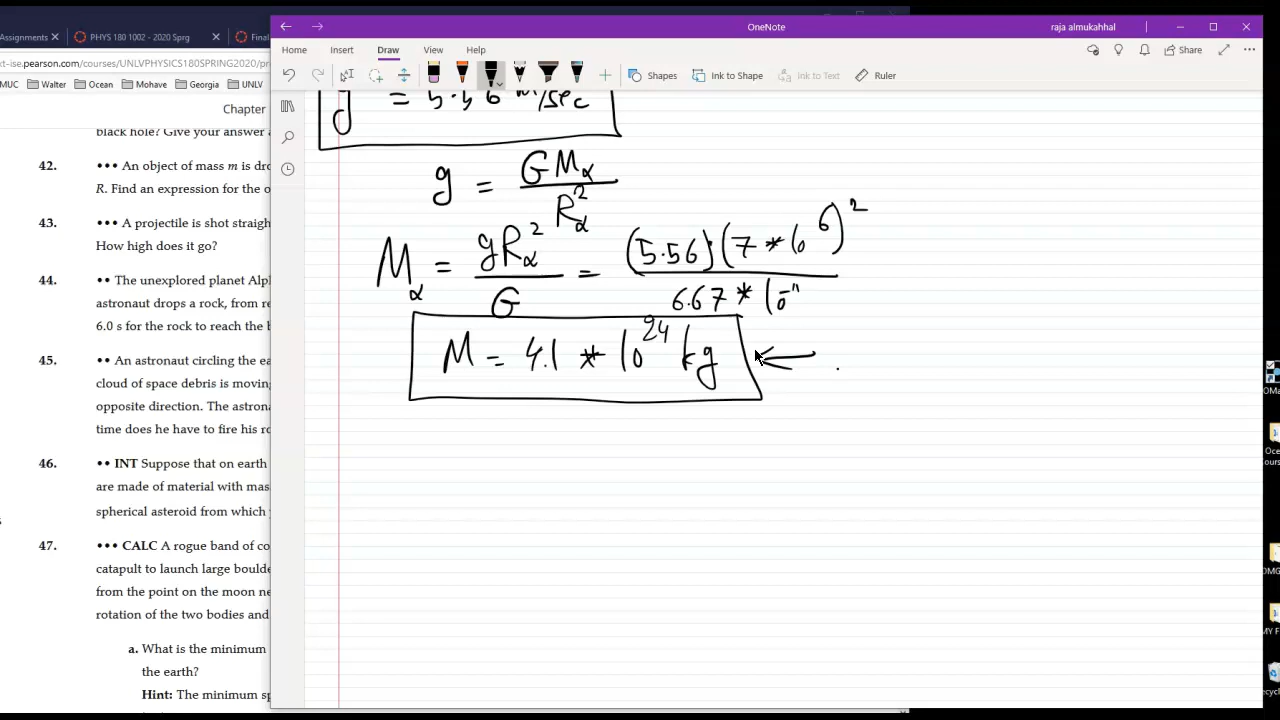 OneNote
raja almukahhal
Assignments
PHYS 180 1002 - 2020 Sprg
Final
xt-ise.pearson.com/courses/UNLVPHYSICS180SPRING2020/pr
MUC Walter Ocean Mohave Georgia UNLV
Home Insert Draw View Help
Share
Shapes Ink to Shape Ink to Text Ruler
Chapter
black hole? Give your answer a
42. ••• An object of mass m is dro
R. Find an expression for the o
43. ••• A projectile is shot straigh
How high does it go?
44. •• The unexplored planet Alph
astronaut drops a rock, from re
6.0 s for the rock to reach the b
45. •• An astronaut circling the ea
cloud of space debris is movin
opposite direction. The astrona
time does he have to fire his ro
46. •• INT Suppose that on earth
are made of material with mas
spherical asteroid from which
47. ••• CALC A rogue band of co
catapult to launch large boulde
from the point on the moon ne
rotation of the two bodies and
a. What is the minimum
the earth?
Hint: The minimum sp
g = 5.56 m/sec
g = G Mα / Rα²
Mα = gRα² / G = (5.56)(7 * 10⁶)² / 6.67 * 10⁻¹¹
M = 4.1 * 10²⁴ kg ←
OMa
Oce
ours
OMG
MY F
ecyc